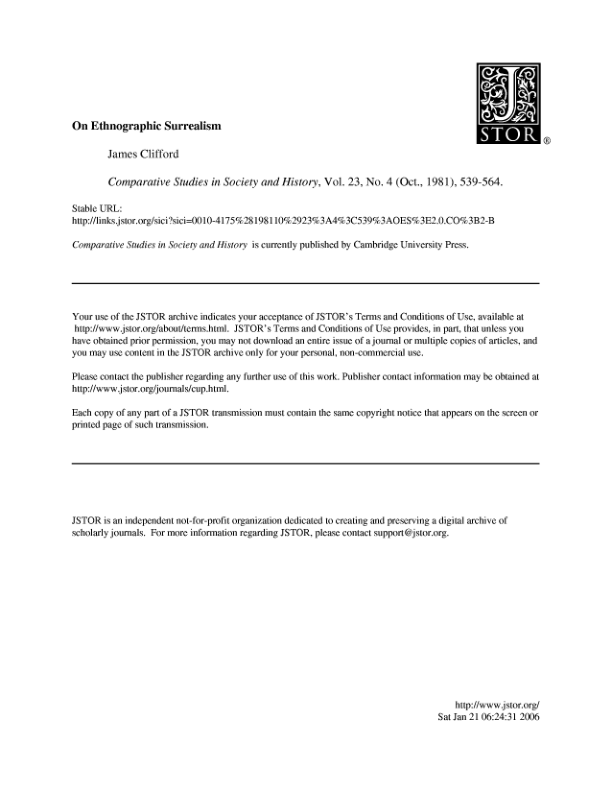 JSTOR
®
On Ethnographic Surrealism
James Clifford
Comparative Studies in Society and History, Vol. 23, No. 4 (Oct., 1981), 539-564.
Stable URL:
http://links.jstor.org/sici?sici=0010-4175%28198110%2923%3A4%3C539%3AOES%3E2.0.CO%3B2-B
Comparative Studies in Society and History is currently published by Cambridge University Press.
Your use of the JSTOR archive indicates your acceptance of JSTOR's Terms and Conditions of Use, available at
http://www.jstor.org/about/terms.html. JSTOR's Terms and Conditions of Use provides, in part, that unless you
have obtained prior permission, you may not download an entire issue of a journal or multiple copies of articles, and
you may use content in the JSTOR archive only for your personal, non-commercial use.
Please contact the publisher regarding any further use of this work. Publisher contact information may be obtained at
http://www.jstor.org/journals/cup.html.
Each copy of any part of a JSTOR transmission must contain the same copyright notice that appears on the screen or
printed page of such transmission.
JSTOR is an independent not-for-profit organization dedicated to creating and preserving a digital archive of
scholarly journals. For more information regarding JSTOR, please contact support@jstor.org.
http://www.jstor.org/
Sat Jan 21 06:24:31 2006